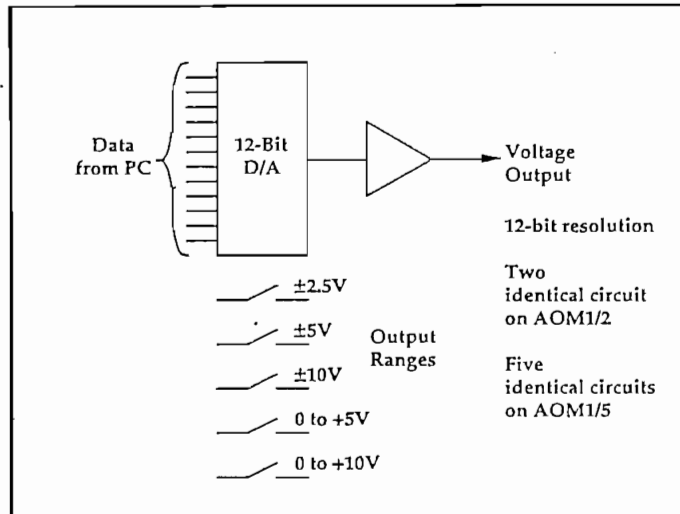 Data
from PC
12-Bit
D/A
Voltage
Output
12-bit resolution
Two
identical circuit
on AOM1/2
Five
identical circuits
on AOM1/5
±2.5V
±5V
±10V
0 to +5V
0 to +10V
Output
Ranges